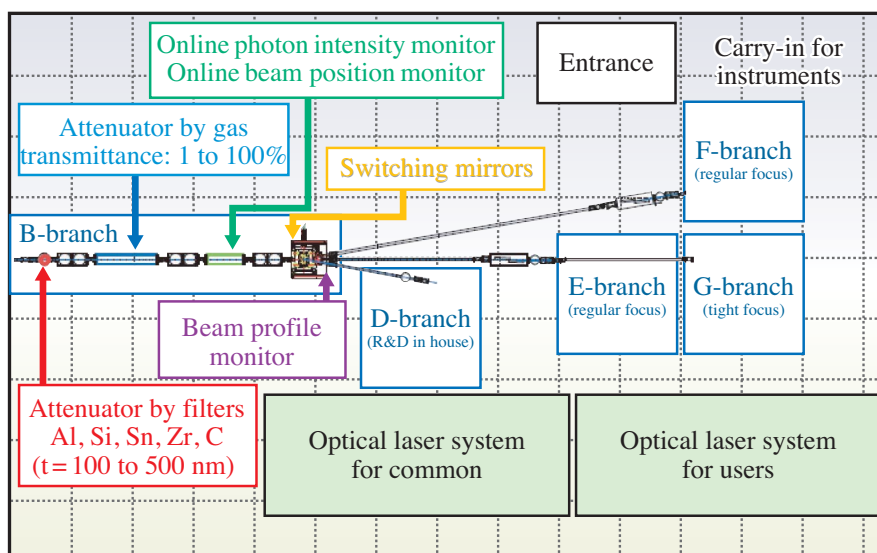 Online photon intensity monitor
Online beam position monitor
Entrance
Carry-in for
instruments
Attenuator by gas
transmittance: 1 to 100%
Switching mirrors
F-branch
(regular focus)
B-branch
Beam profile
monitor
D-branch
(R&D in house)
E-branch
(regular focus)
G-branch
(tight focus)
Attenuator by filters
Al, Si, Sn, Zr, C
(t = 100 to 500 nm)
Optical laser system
for common
Optical laser system
for users